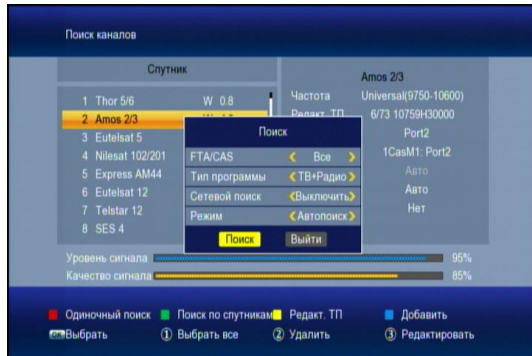 Поиск каналов
Спутник
Amos 2/3
1 Thor 5/6 W 0.8
Частота Universal(9750-10600)
2 Amos 2/3
Редакт. ТП 6/73 10759H30000
3 Eutelsat 5
Port2
4 Nilesat 102/201
1CasM1: Port2
5 Express AM44
Авто
6 Eutelsat 12
Авто
7 Telstar 12
Нет
8 SES 4
Поиск
FTA/CAS Все
Тип программы ТВ+Радио
Сетевой поиск Выключить
Режим Автопоиск
Поиск Выйти
Уровень сигнала 95%
Качество сигнала 85%
Одиночный поиск Поиск по спутникам Редакт. ТП Добавить
OK Выбрать 1 Выбрать все 2 Удалить 3 Редактировать